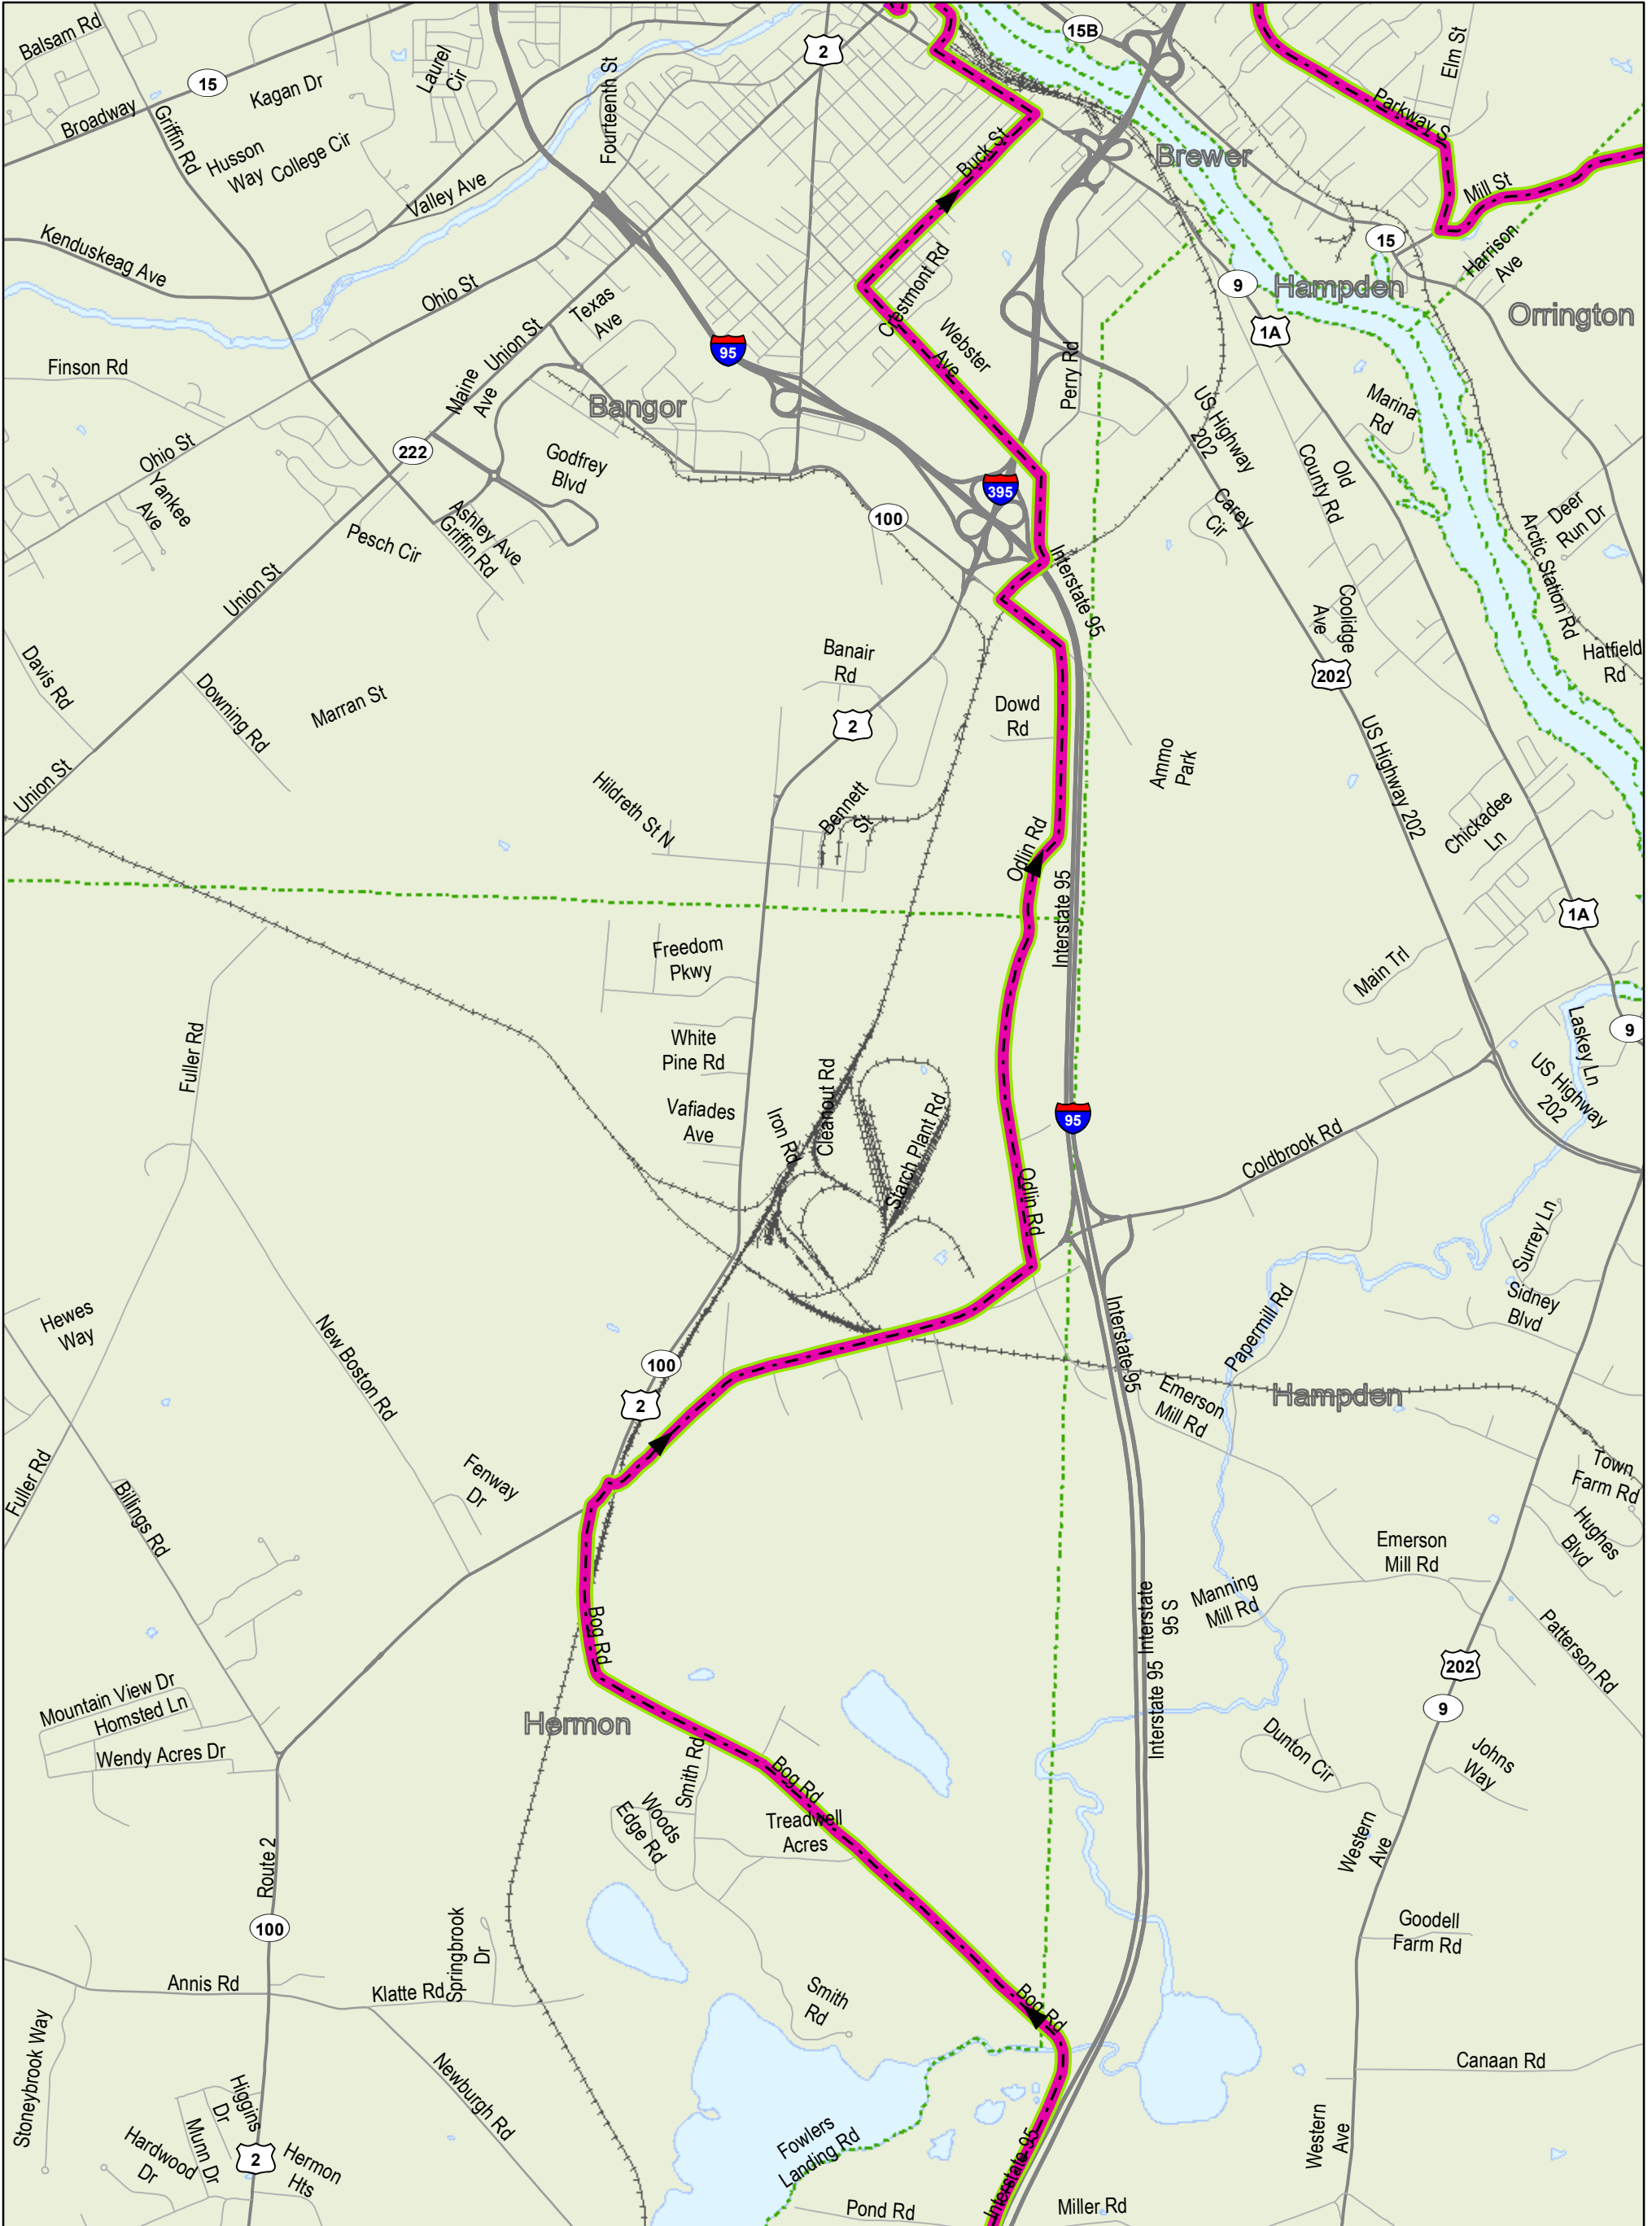 Balsam Rd
15
Kagan Dr
Laurel
Cir
Broadway
Griffin Rd
Husson
Way
College Cir
Fourteenth St
2
15B
Elm St
Parkway S
Buck St
Brewer
Mill St
Valley Ave
Kenduskeag Ave
Ohio St
Texas
Ave
Crestmont Rd
Webster
Ave
15
Harrison
Ave
9
Hampden
Orrington
1A
Finson Rd
Maine
Ave
Union St
95
Bangor
Perry Rd
Marina
Rd
US Highway
202
Ohio St
222
Yankee
Ave
Godfrey
Blvd
395
Old
County Rd
Carey
Cir
Deer
Run Dr
Pesch Cir
Ashley Ave
Griffin Rd
100
Arctic Station Rd
Interstate 95
Union St
Coolidge
Ave
Hatfield
Rd
Davis Rd
Downing Rd
Marran St
Banair
Rd
202
2
Dowd
Rd
Ammo
Park
US Highway 202
Union St
Hildreth St N
Bennett
St
Chickadee
Ln
Odlin Rd
Interstate 95
1A
Freedom
Pkwy
Main Trl
9
Fuller Rd
White
Pine Rd
Laskey Ln
US Highway
202
Vafiades
Ave
Iron Rd
Cleanout Rd
Starch Plant Rd
95
Coldbrook Rd
Odlin Rd
Surrey Ln
Sidney
Blvd
Hewes
Way
New Boston Rd
Papermill Rd
Interstate 95
100
2
Emerson
Mill Rd
Hampden
Fuller Rd
Billings Rd
Fenway
Dr
Town
Farm Rd
Hughes
Blvd
Emerson
Mill Rd
Manning
Mill Rd
Interstate
95 S
Bog Rd
Patterson Rd
202
9
Interstate 95
Mountain View Dr
Homsted Ln
Wendy Acres Dr
Hermon
Smith Rd
Bog Rd
Dunton Cir
Johns
Way
Woods
Edge Rd
Treadwell
Acres
Western
Ave
Route 2
100
Springbrook
Dr
Goodell
Farm Rd
Annis Rd
Klatte Rd
Smith
Rd
Bog Rd
Stoneybrook Way
Newburgh Rd
Canaan Rd
Higgins
Dr
Munn Dr
Hardwood
Dr
2
Hermon
Hts
Fowlers
Landing Rd
Interstate 95
Western
Ave
Pond Rd
Miller Rd